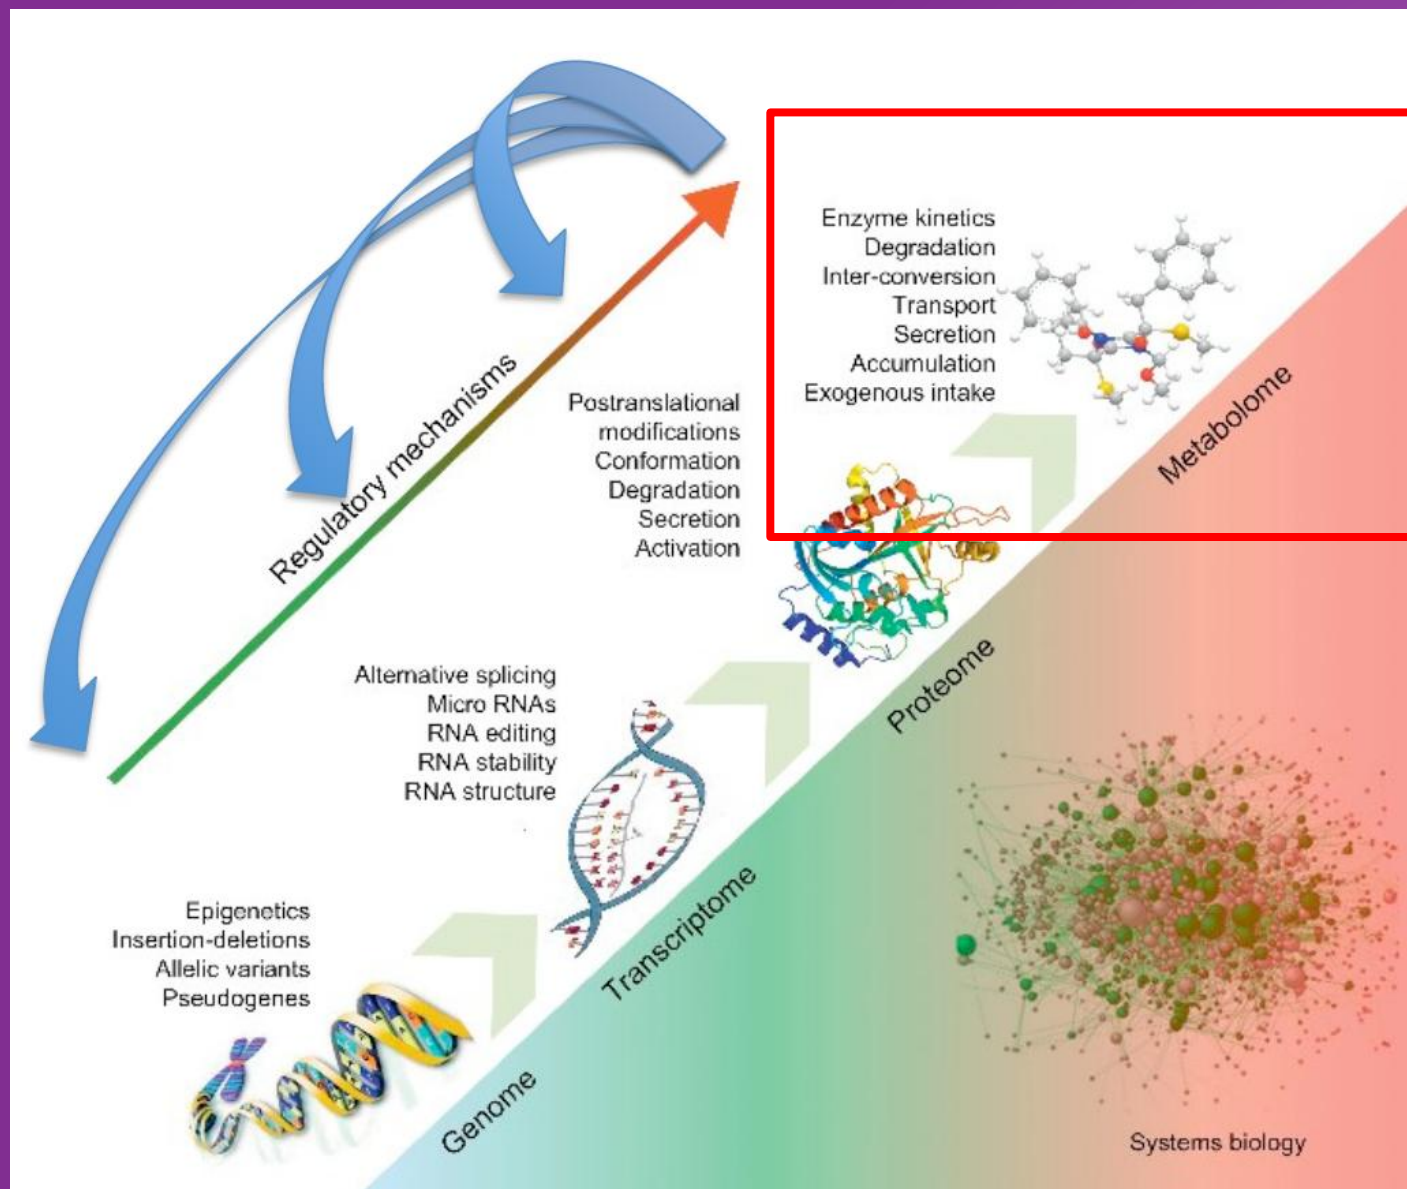 Enzyme kinetics
Degradation
Inter-conversion
Transport
Secretion
Accumulation
Exogenous intake
Metabolome
Regulatory mechanisms
Postranslational
modifications
Conformation
Degradation
Secretion
Activation
Proteome
Alternative splicing
Micro RNAs
RNA editing
RNA stability
RNA structure
Transcriptome
Epigenetics
Insertion-deletions
Allelic variants
Pseudogenes
Genome
Systems biology